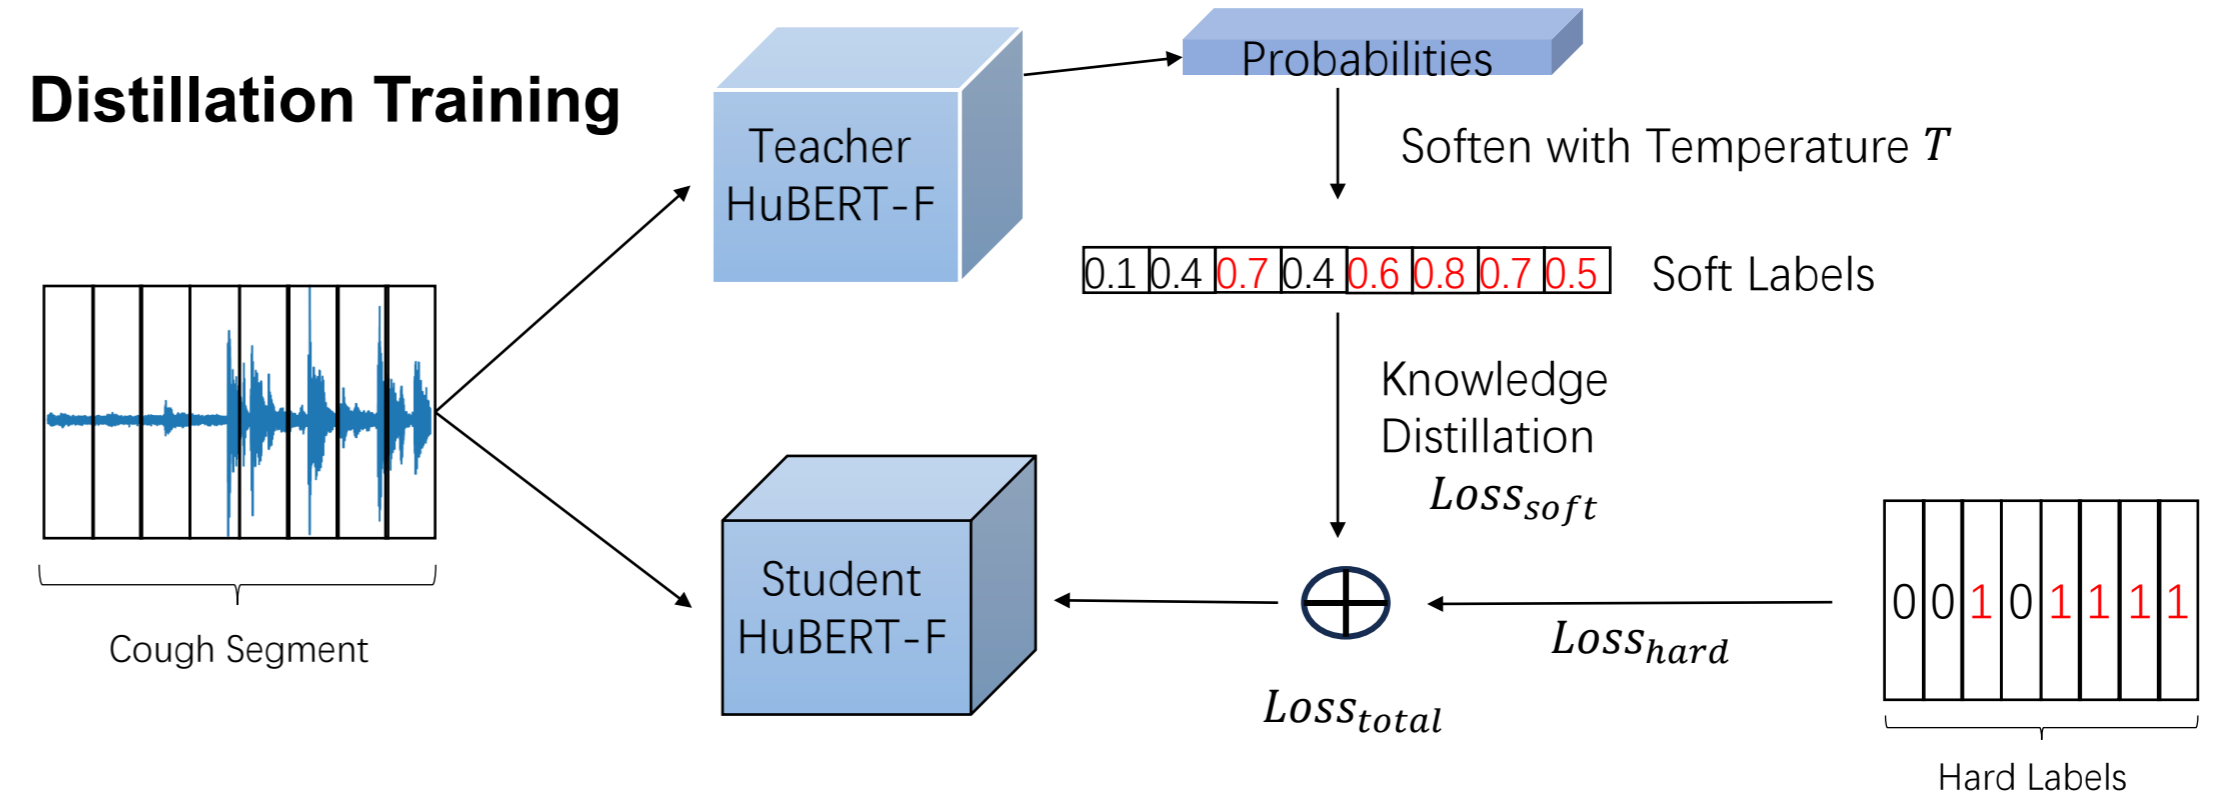 Distillation Training
Teacher
HuBERT-F
Probabilities
Soften with Temperature T
0.1 0.4 0.7 0.4 0.6 0.8 0.7 0.5
Soft Labels
Knowledge
Distillation
Loss_soft
Cough Segment
Student
HuBERT-F
Loss_total
Loss_hard
0 0 1 0 1 1 1 1
Hard Labels